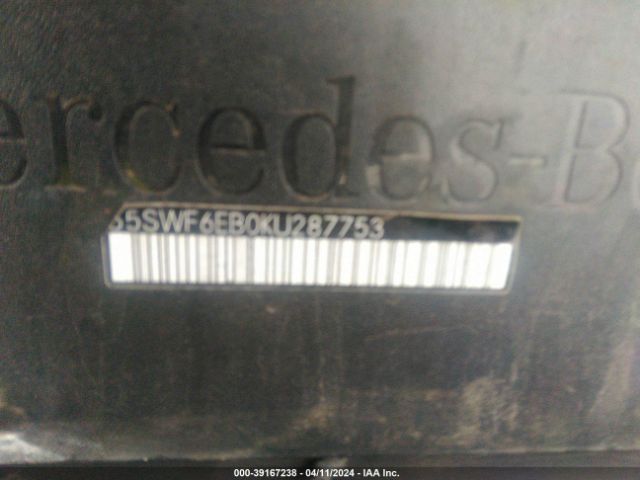 ercedes-B
55SWF6EB0KU287753
000-39167238 - 04/11/2024 - IAA Inc.